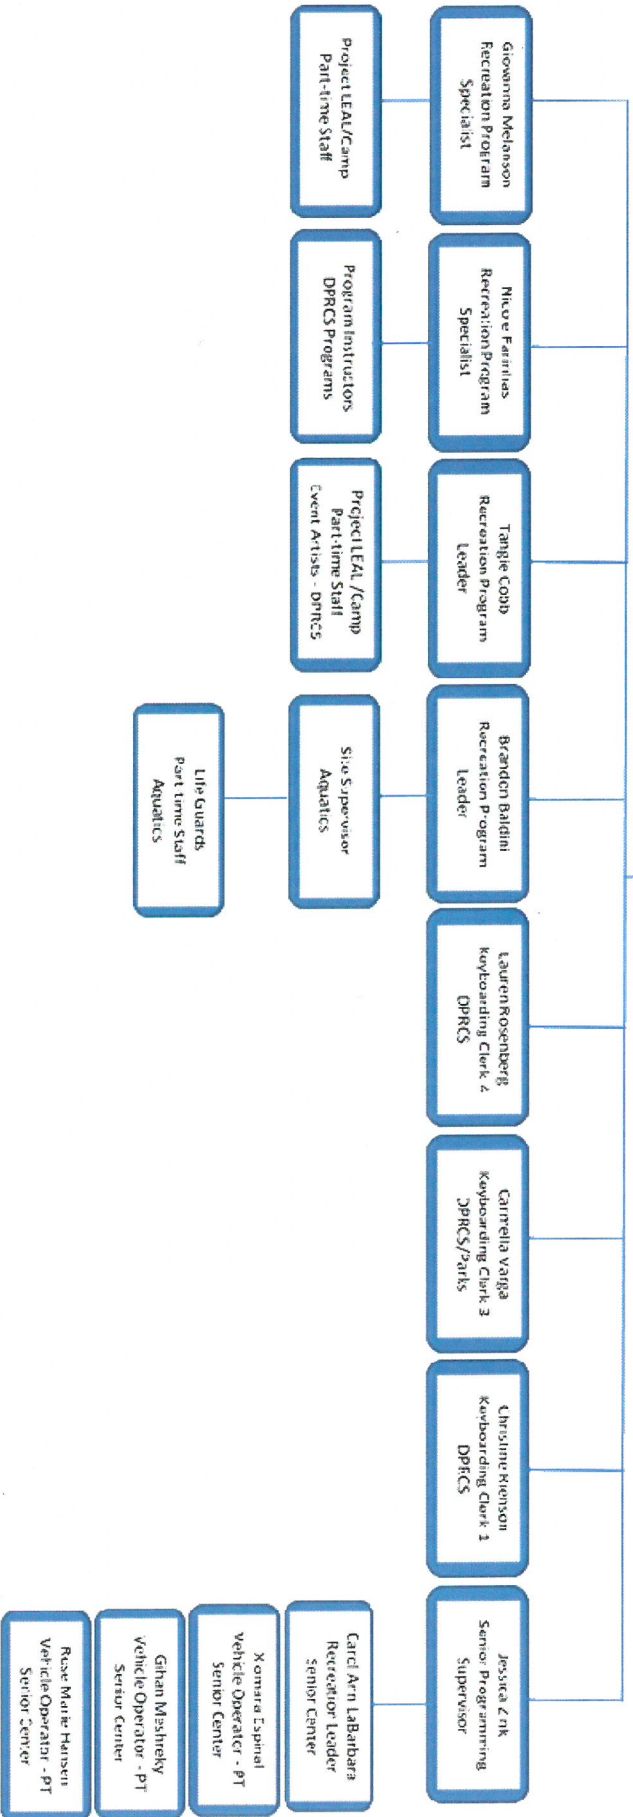 Giovanna Melanson
Recreation Program
Specialist
Nicole Farinhas
Recreation Program
Specialist
Tangie Cobb
Recreation Program
Leader
Branden Baldini
Recreation Program
Leader
Lauren Rosenberg
Keyboarding Clerk 4
DPRCS
Carmella Varga
Keyboarding Clerk 3
DPRCS/Parks
Christine
Keyboarding Clerk 1
DPRCS
Jessica Zink
Senior Programming
Supervisor
Project LEAL/Camp
Part-time Staff
Program Instructors
DPRCS Programs
Project LEAL /Camp
Part-time Staff
Event Artists - DPRCS
Site Supervisor
Aquatics
Life Guards
Part time Staff
Aquatics
Carol Ann LaBarbara
Recreation Leader
Senior Center
Xiomara Espinal
Vehicle Operator - PT
Senior Center
Gihan Meshreky
Vehicle Operator - PT
Senior Center
Rose Marie Hansen
Vehicle Operator - PT
Senior Center